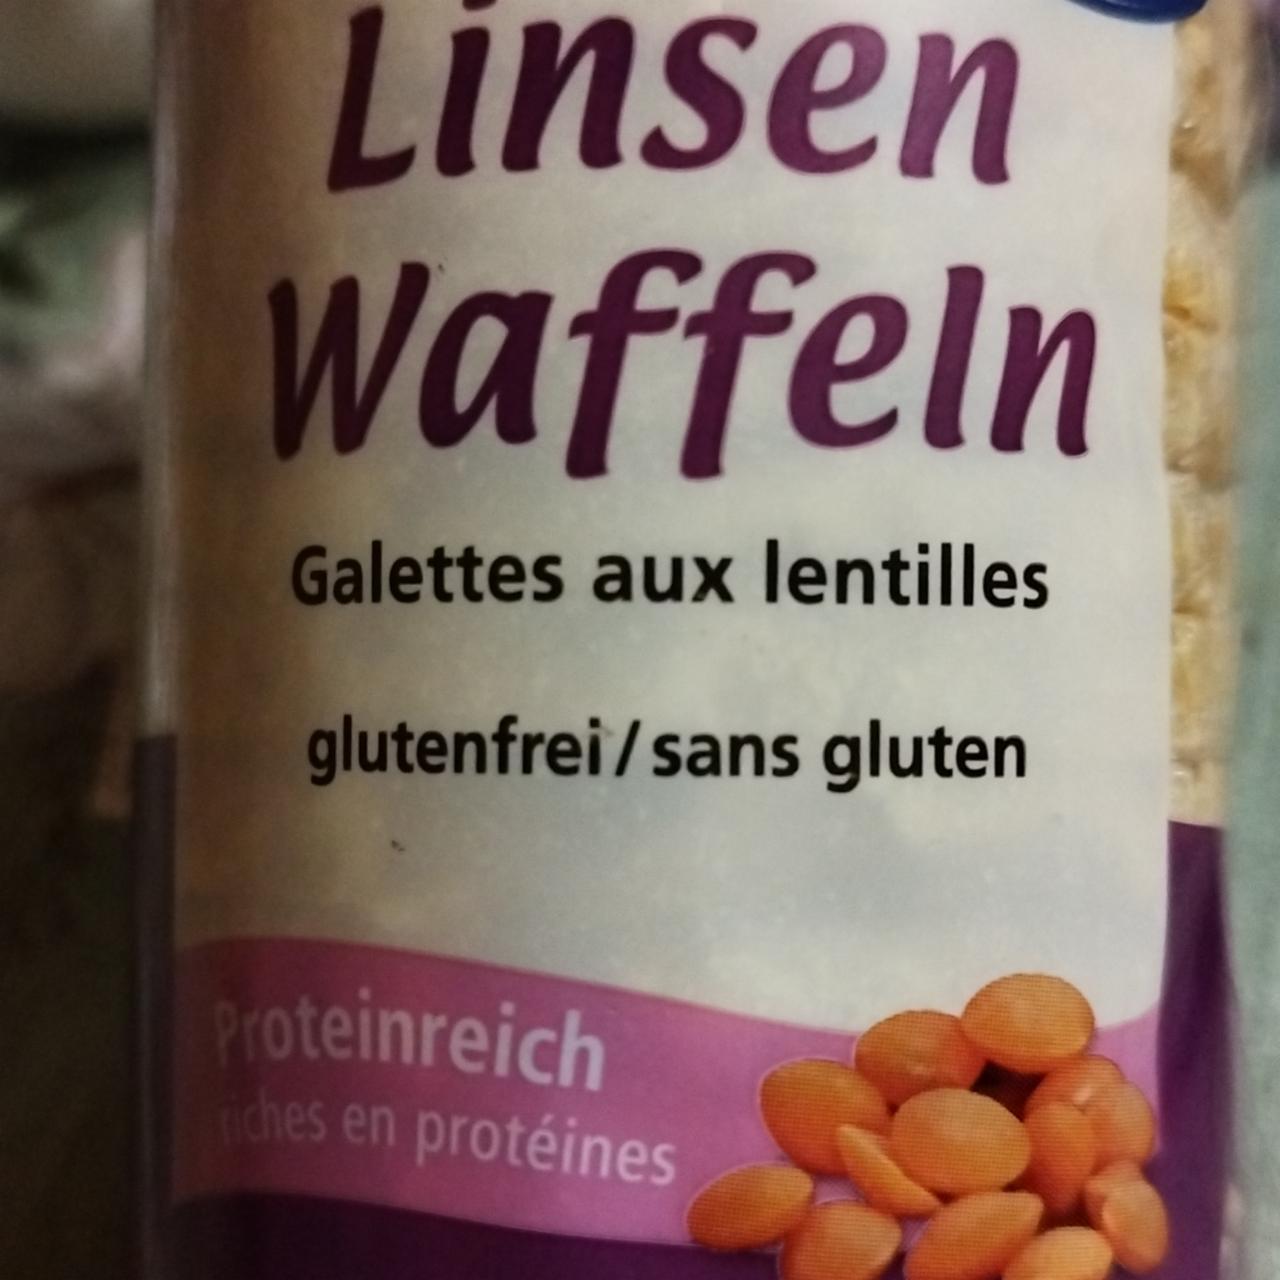 Linsen
Waffeln
Galettes aux lentilles
glutenfrei/sans gluten
Proteinreich
riches en protéines